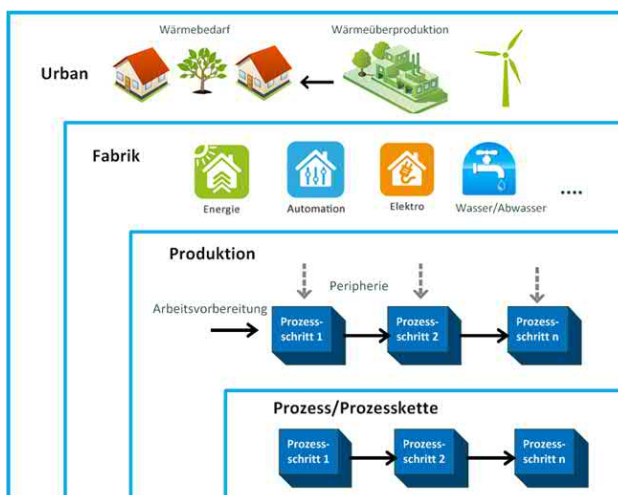 Wärmebedarf
Wärmeüberproduktion
Urban
Fabrik
Energie
Automation
Elektro
Wasser/Abwasser
....
Produktion
Peripherie
Arbeitsvorbereitung
Prozess-
schritt 1
Prozess-
schritt 2
Prozess-
schritt n
Prozess/Prozesskette
Prozess-
schritt 1
Prozess-
schritt 2
Prozess-
schritt n